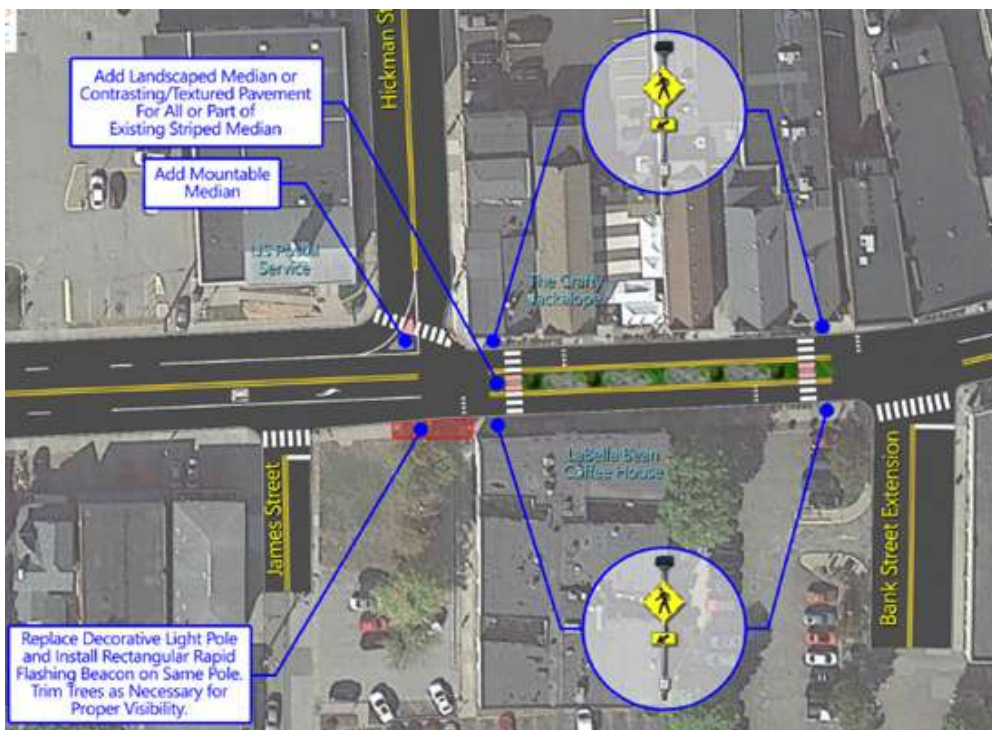 Hickman St
Add Landscaped Median or
Contrasting/Textured Pavement
For All or Part of
Existing Striped Median
Add Mountable
Median
US Postal
Service
The Crafty
Jackalope
LaBella Bean
Coffee House
James Street
Bank Street Extension
Replace Decorative Light Pole
and Install Rectangular Rapid
Flashing Beacon on Same Pole.
Trim Trees as Necessary for
Proper Visibility.